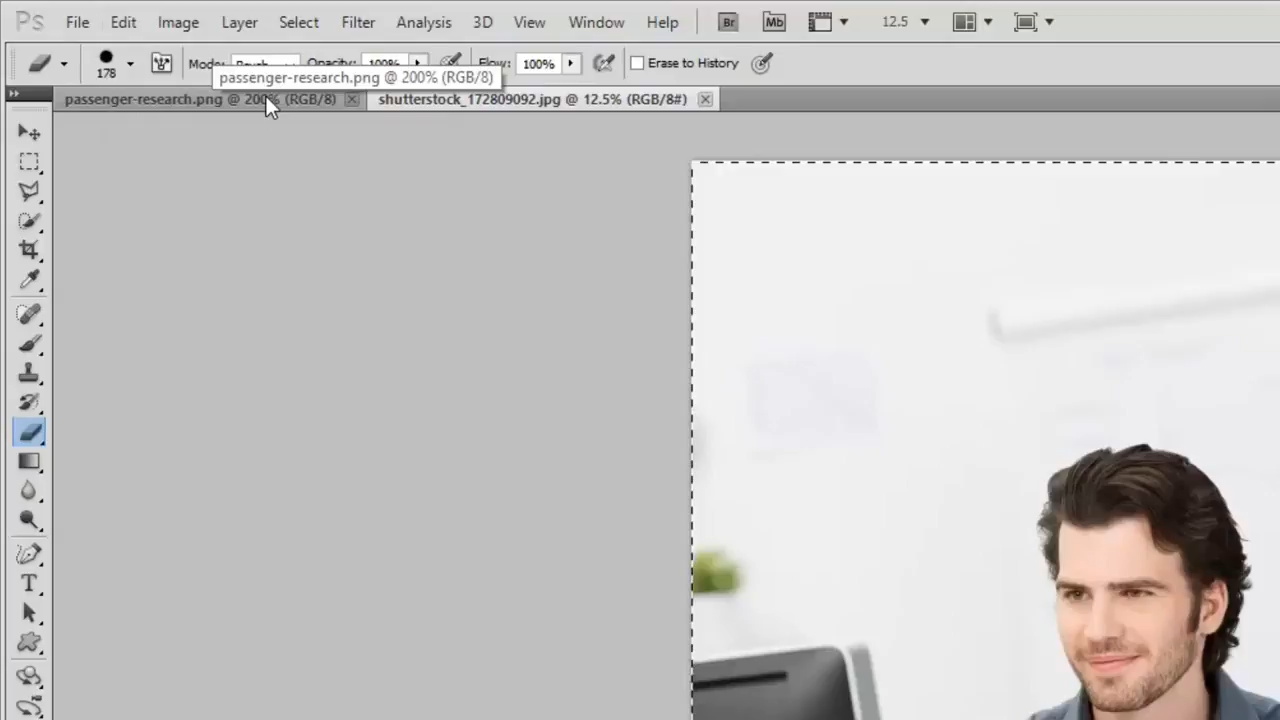 Ps File Edit Image Layer Select Filter Analysis 3D View Window Help Br Mb 12.5
178 Mode: Brush Opacity: 100% Flow: 100% Erase to History
passenger-research.png @ 200% (RGB/8)
passenger-research.png @ 200% (RGB/8) shutterstock_172809092.jpg @ 12.5% (RGB/8#)
T